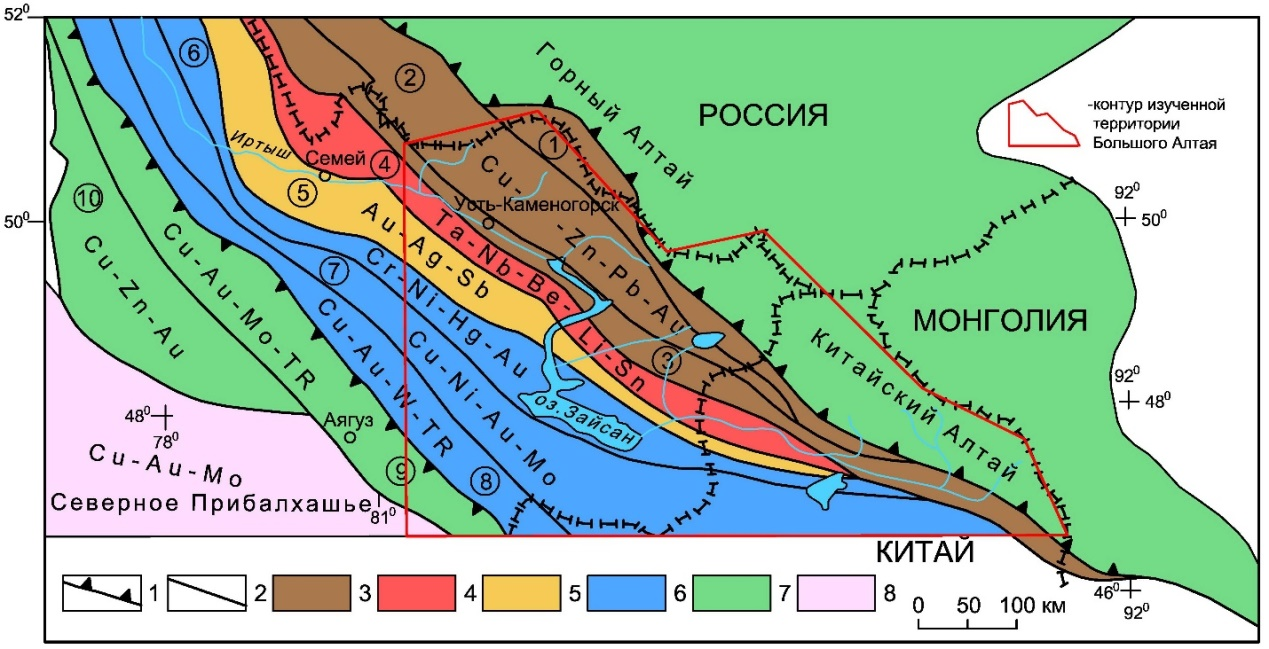 52⁰
50⁰
⑥
②
①
④
⑤
⑩
⑦
③
⑨
⑧
Горный Алтай
РОССИЯ
-контур изученной
территории
Большого Алтая
92⁰
50⁰
Иртыш
Семей
Усть-Каменогорск
Cu-
-Zn-Pb-Au
Ta-Nb-Be-Li-Sn
Au-Ag-Sb
Cr-Ni-Hg-Au
Cu-Ni-Au-Mo
Cu-Au-W-TR
Cu-Au-Mo-TR
Cu-Zn-Au
МОНГОЛИЯ
Китайский Алтай
92⁰
48⁰
оз.Зайсан
48⁰
78⁰
Аягуз
Cu-Au-Mo
Северное Прибалхашье
81⁰
КИТАЙ
46⁰
92⁰
1
2
3
4
5
6
7
8
0 50 100 км